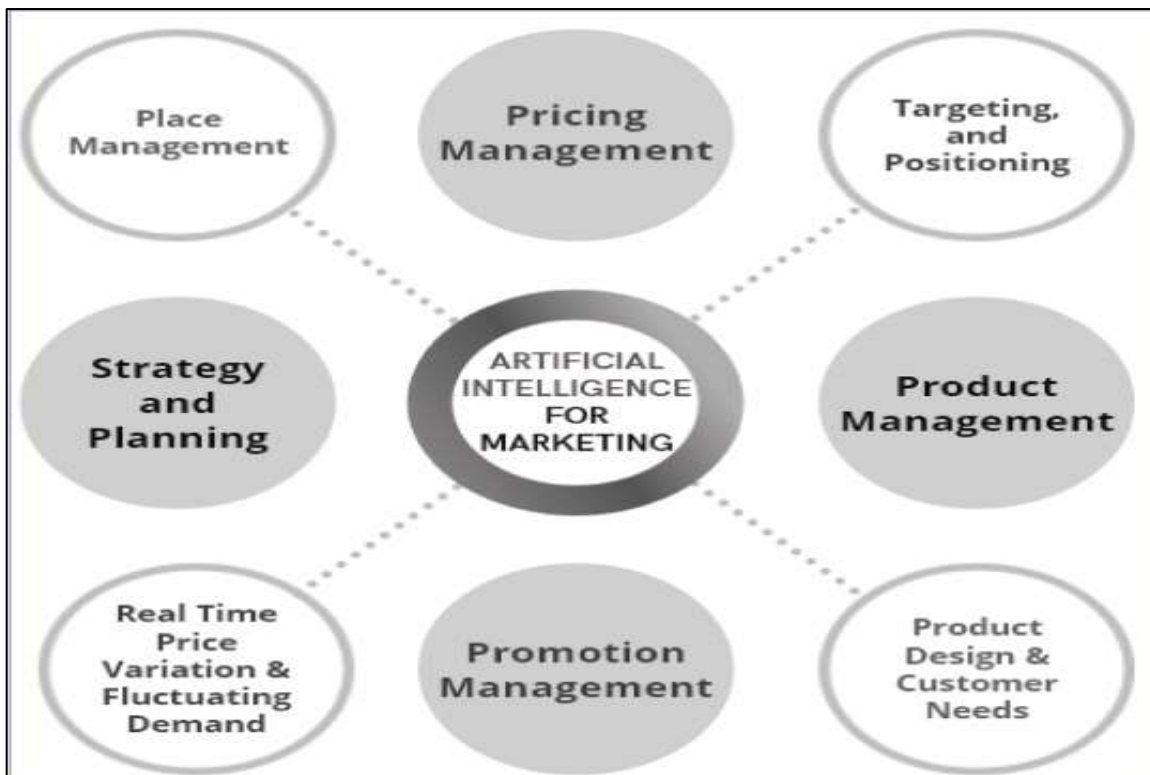 Place
Management
Pricing
Management
Targeting,
and
Positioning
Strategy
and
Planning
ARTIFICIAL
INTELLIGENCE
FOR
MARKETING
Product
Management
Real Time
Price
Variation &
Fluctuating
Demand
Promotion
Management
Product
Design &
Customer
Needs